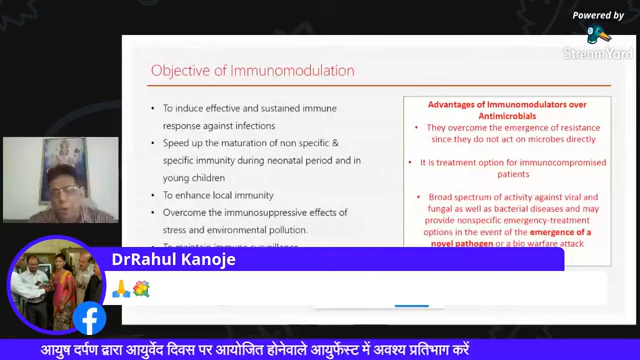 Powered by
StreamYard
Objective of Immunomodulation
• To induce effective and sustained immune
response against infections
• Speed up the maturation of non specific &
specific immunity during neonatal period and in
young children
• To enhance local immunity
• Overcome the immunosuppressive effects of
stress and environmental pollution.
• To maintain immune surveillance
Advantages of Immunomodulators over
Antimicrobials
• They overcome the emergence of resistance
since they do not act on microbes directly
• It is treatment option for immunocompromised
patients
• Broad spectrum of activity against viral and
fungal as well as bacterial diseases and may
provide nonspecific emergency-treatment
options in the event of the emergence of
a novel pathogen or a bio warfare attack
DrRahul Kanoje
🙏💐
आयुष दर्पण द्वारा आयुर्वेद दिवस पर आयोजित होनेवाले आयुर्फेस्ट में अवश्य प्रतिभाग करें